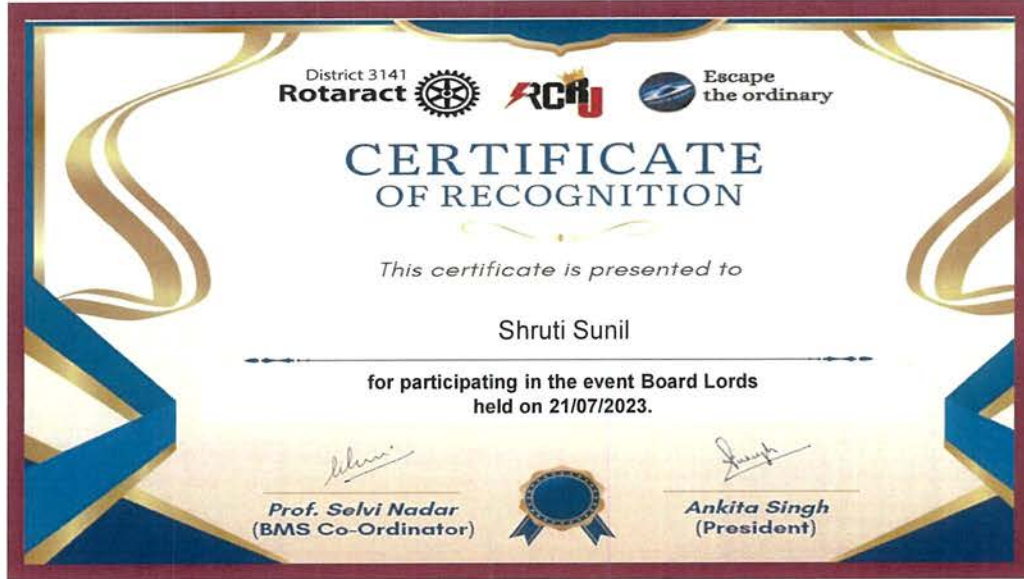 District 3141
Rotaract
RCRJ
Escape
the ordinary
CERTIFICATE
OF RECOGNITION
This certificate is presented to
Shruti Sunil
for participating in the event Board Lords
held on 21/07/2023.
Prof. Selvi Nadar
(BMS Co-Ordinator)
Ankita Singh
(President)